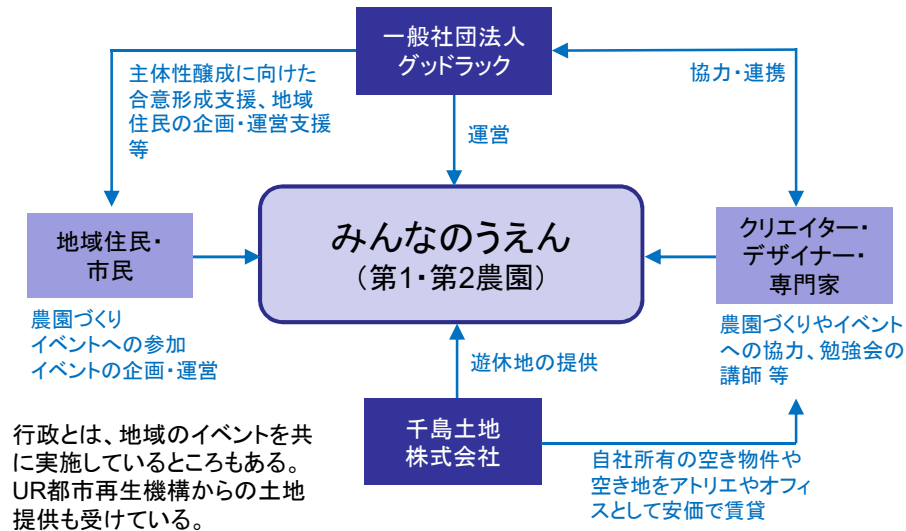 一般社団法人
グッドラック
主体性醸成に向けた
合意形成支援、地域
住民の企画・運営支援
等
協力・連携
運営
地域住民・
市民
みんなのうえん
（第1・第2農園）
クリエイター・
デザイナー・
専門家
農園づくり
イベントへの参加
イベントの企画・運営
農園づくりやイベント
への協力、勉強会の
講師 等
遊休地の提供
千島土地
株式会社
行政とは、地域のイベントを共
に実施しているところもある。
UR都市再生機構からの土地
提供も受けている。
自社所有の空き物件や
空き地をアトリエやオフィ
スとして安価で賃貸